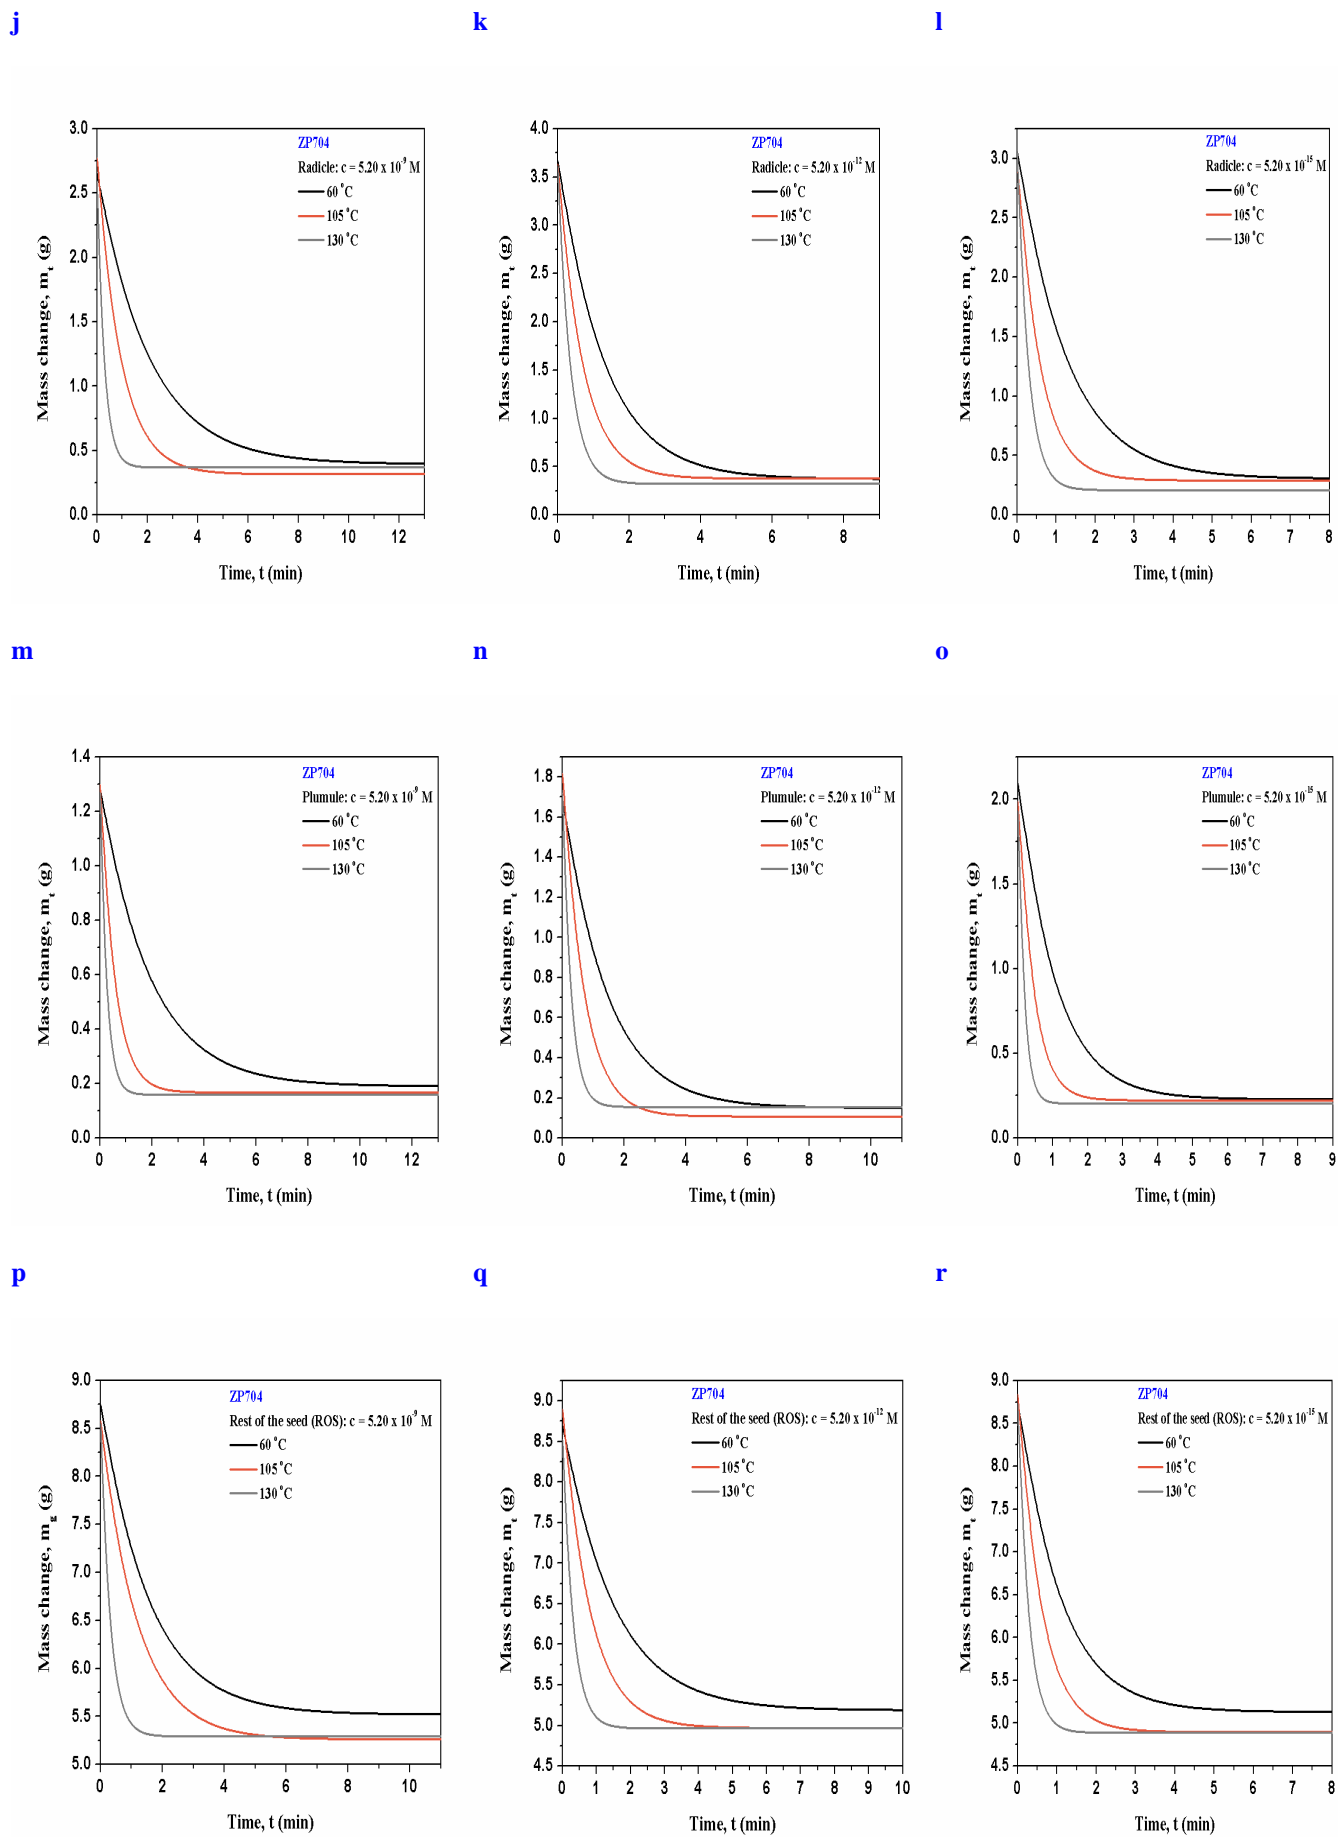 j
k
l
3.0
2.5
2.0
1.5
1.0
0.5
0.0
Mass change, m_t (g)
ZP704
Radicle: c = 5.20 x 10^-9 M
60 °C
105 °C
130 °C
0 2 4 6 8 10 12
Time, t (min)
4.0
3.5
3.0
2.5
2.0
1.5
1.0
0.5
0.0
Mass change, m_t (g)
ZP704
Radicle: c = 5.20 x 10^-12 M
60 °C
105 °C
130 °C
0 2 4 6 8
Time, t (min)
3.0
2.5
2.0
1.5
1.0
0.5
0.0
Mass change, m_t (g)
ZP704
Radicle: c = 5.20 x 10^-15 M
60 °C
105 °C
130 °C
0 1 2 3 4 5 6 7 8
Time, t (min)
m
n
o
1.4
1.2
1.0
0.8
0.6
0.4
0.2
0.0
Mass change, m_t (g)
ZP704
Plumule: c = 5.20 x 10^-9 M
60 °C
105 °C
130 °C
0 2 4 6 8 10 12
Time, t (min)
1.8
1.6
1.4
1.2
1.0
0.8
0.6
0.4
0.2
0.0
Mass change, m_t (g)
ZP704
Plumule: c = 5.20 x 10^-12 M
60 °C
105 °C
130 °C
0 2 4 6 8 10
Time, t (min)
2.0
1.5
1.0
0.5
0.0
Mass change, m_t (g)
ZP704
Plumule: c = 5.20 x 10^-15 M
60 °C
105 °C
130 °C
0 1 2 3 4 5 6 7 8 9
Time, t (min)
p
q
r
9.0
8.5
8.0
7.5
7.0
6.5
6.0
5.5
5.0
Mass change, m_g (g)
ZP704
Rest of the seed (ROS): c = 5.20 x 10^-9 M
60 °C
105 °C
130 °C
0 2 4 6 8 10
Time, t (min)
9.0
8.5
8.0
7.5
7.0
6.5
6.0
5.5
5.0
4.5
Mass change, m_t (g)
ZP704
Rest of the seed (ROS): c = 5.20 x 10^-12 M
60 °C
105 °C
130 °C
0 1 2 3 4 5 6 7 8 9 10
Time, t (min)
9.0
8.5
8.0
7.5
7.0
6.5
6.0
5.5
5.0
4.5
Mass change, m_t (g)
ZP704
Rest of the seed (ROS): c = 5.20 x 10^-15 M
60 °C
105 °C
130 °C
0 1 2 3 4 5 6 7 8
Time, t (min)